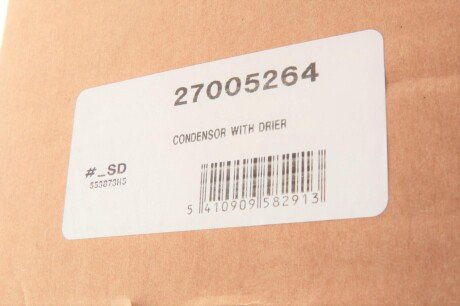 27005264
CONDENSOR WITH DRIER
#_SD
5 410909 582913